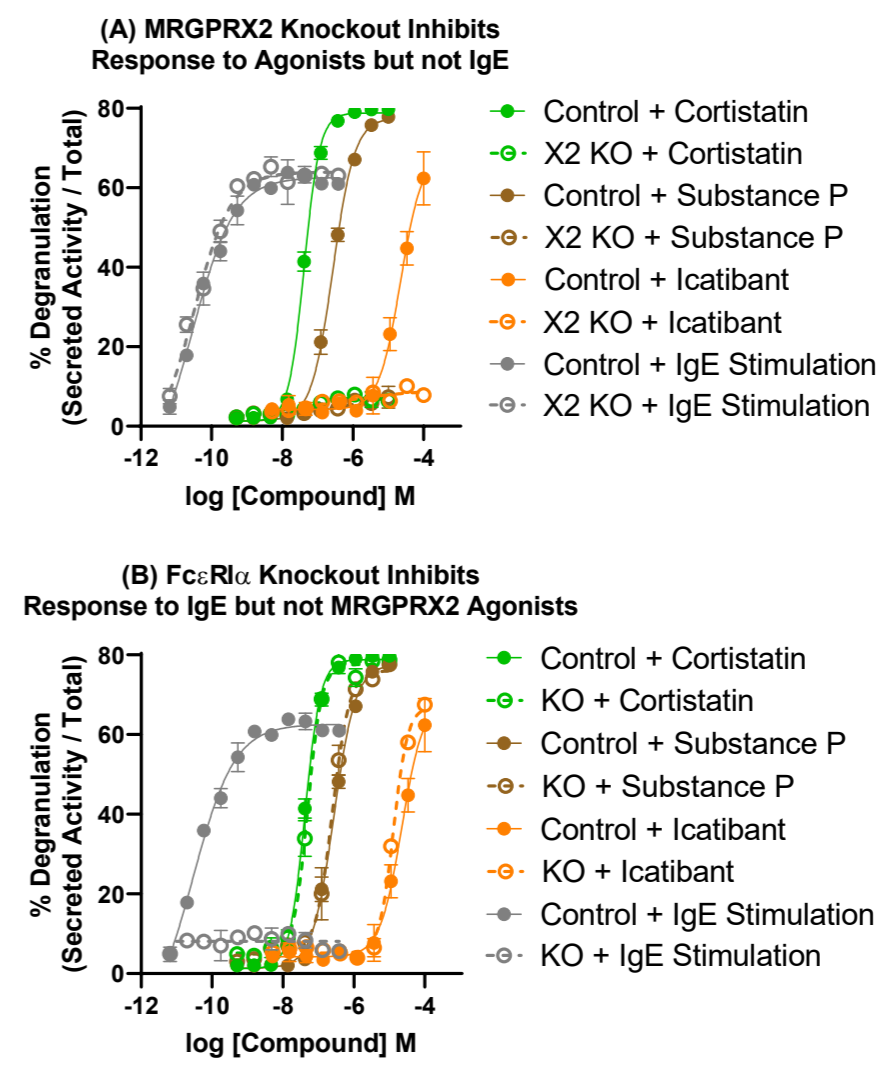 (A) MRGPRX2 Knockout Inhibits
Response to Agonists but not IgE
% Degranulation
(Secreted Activity / Total)
80
60
40
20
0
-12
-10
-8
-6
-4
log [Compound] M
Control + Cortistatin
X2 KO + Cortistatin
Control + Substance P
X2 KO + Substance P
Control + Icatibant
X2 KO + Icatibant
Control + IgE Stimulation
X2 KO + IgE Stimulation
(B) FcεRIα Knockout Inhibits
Response to IgE but not MRGPRX2 Agonists
% Degranulation
(Secreted Activity / Total)
80
60
40
20
0
-12
-10
-8
-6
-4
log [Compound] M
Control + Cortistatin
KO + Cortistatin
Control + Substance P
KO + Substance P
Control + Icatibant
KO + Icatibant
Control + IgE Stimulation
KO + IgE Stimulation